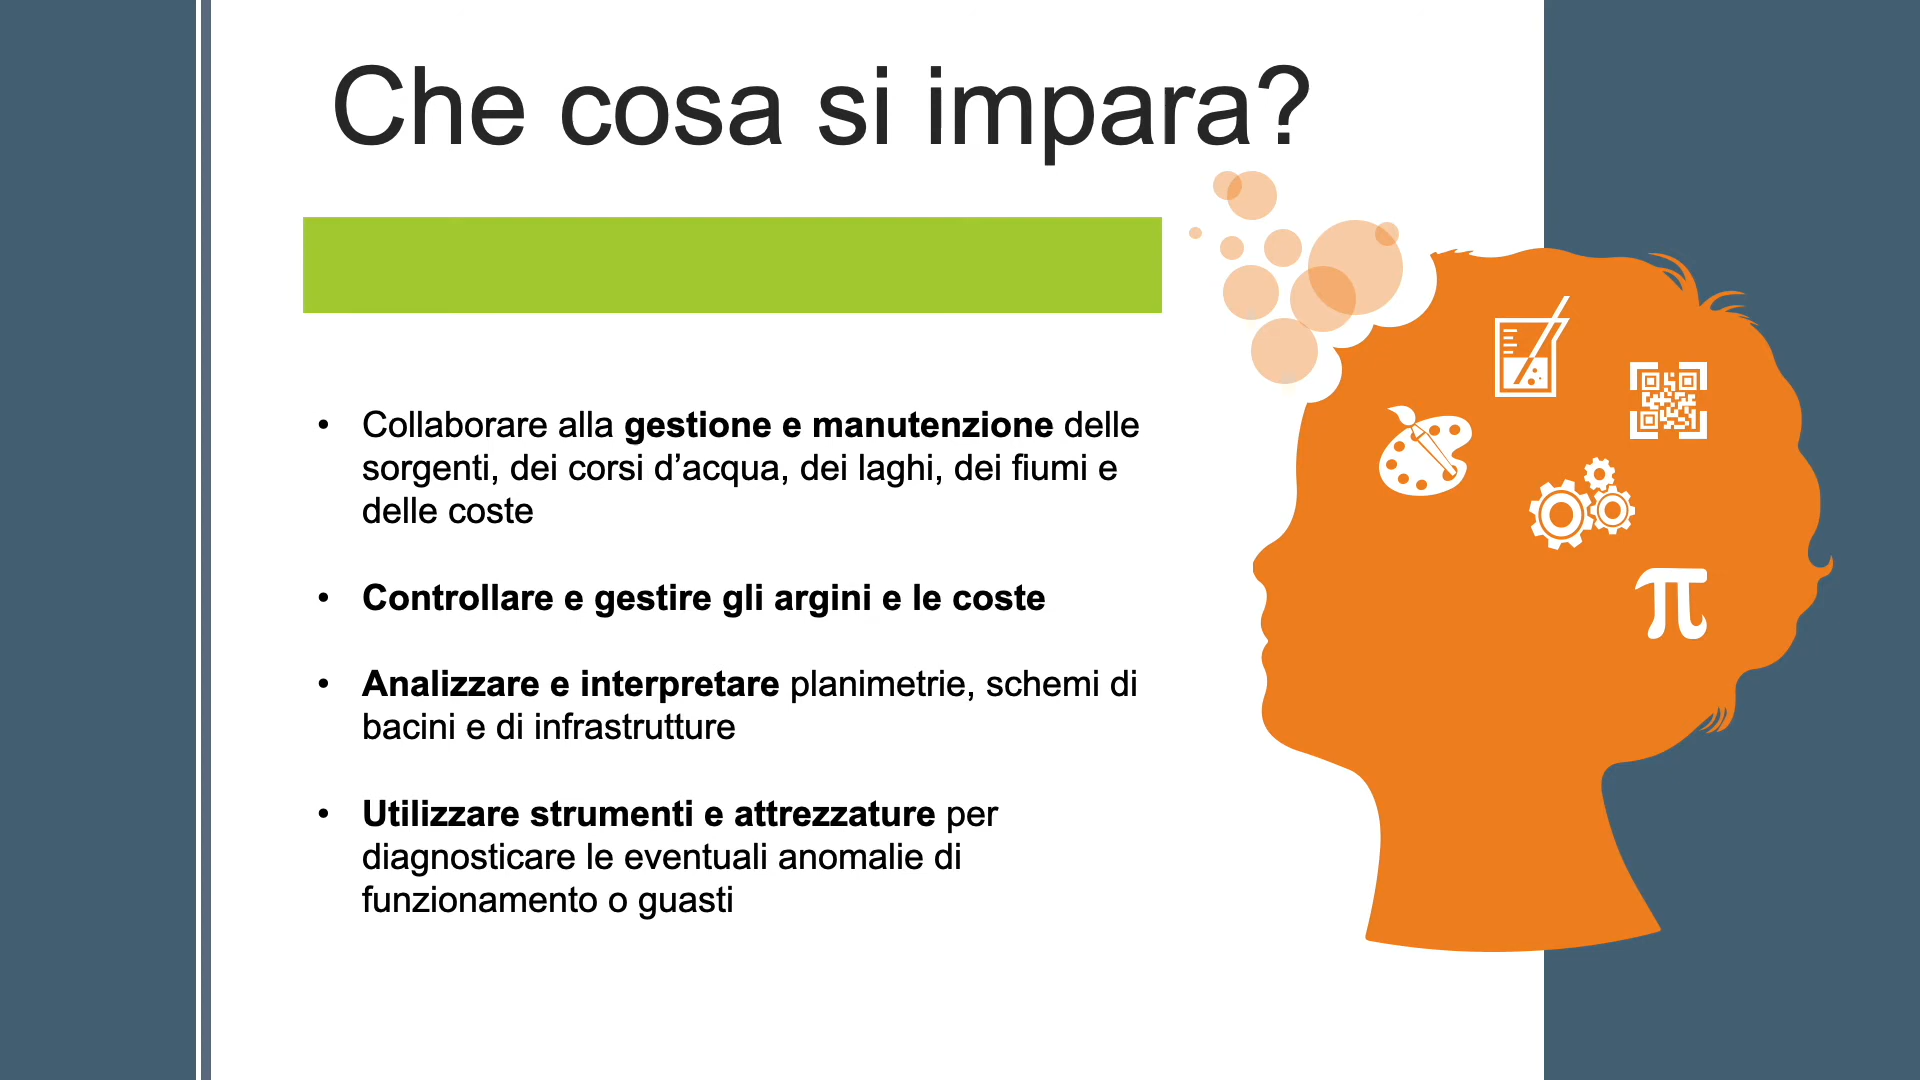 Che cosa si impara?
• Collaborare alla gestione e manutenzione delle
sorgenti, dei corsi d’acqua, dei laghi, dei fiumi e
delle coste
• Controllare e gestire gli argini e le coste
• Analizzare e interpretare planimetrie, schemi di
bacini e di infrastrutture
• Utilizzare strumenti e attrezzature per
diagnosticare le eventuali anomalie di
funzionamento o guasti
π